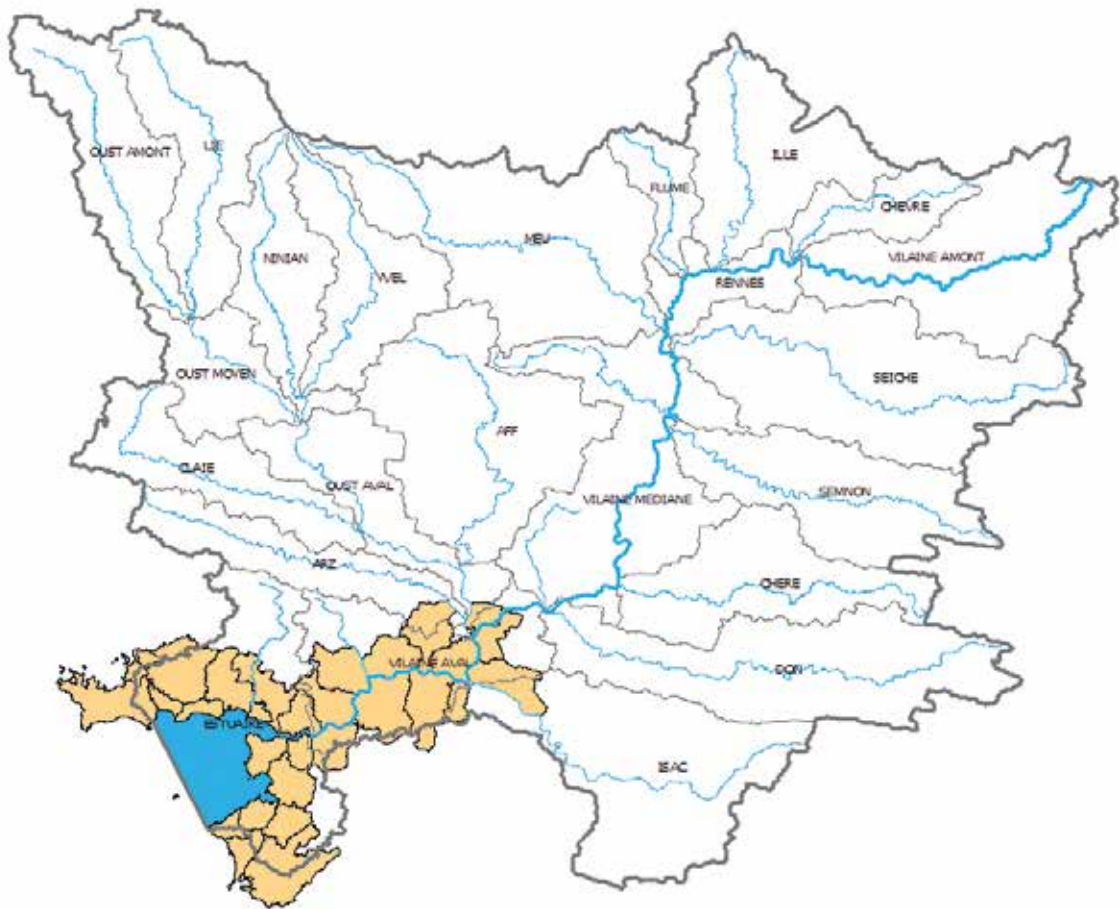 OUST AMONT
LIE
ILLE
FLUME
CHEVRE
MEU
NINIAN
YVEL
VILAINE AMONT
RENNES
OUST MOYEN
SEICHE
AFF
CLAIE
OUST AVAL
VILAINE MEDIANE
SEMNON
ARZ
CHERE
VILAINE AVAL
DON
ESTUAIRE
ISAC